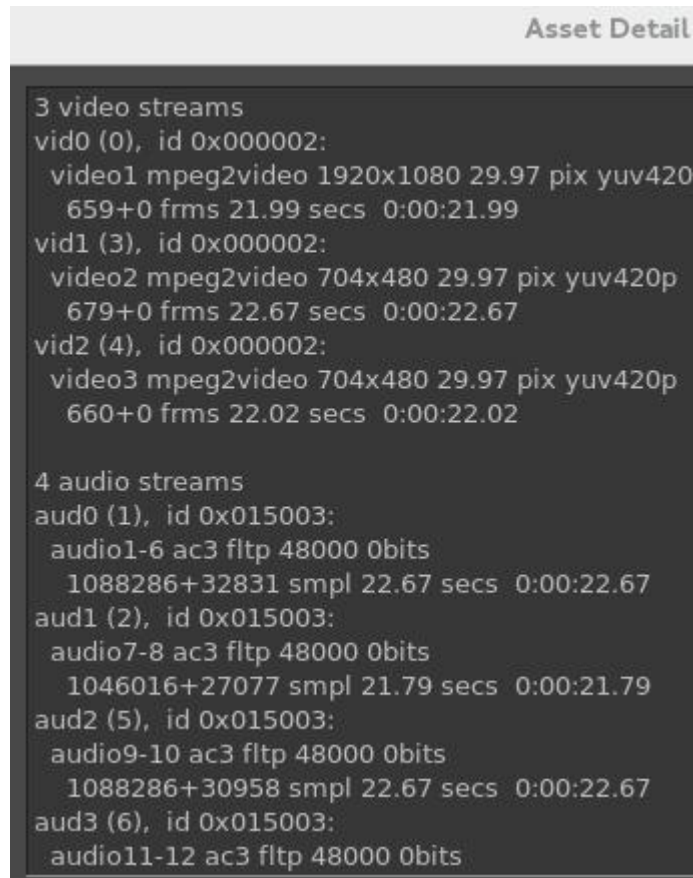 Asset Detail
3 video streams
vid0 (0), id 0x000002:
video1 mpeg2video 1920x1080 29.97 pix yuv420
659+0 frms 21.99 secs 0:00:21.99
vid1 (3), id 0x000002:
video2 mpeg2video 704x480 29.97 pix yuv420p
679+0 frms 22.67 secs 0:00:22.67
vid2 (4), id 0x000002:
video3 mpeg2video 704x480 29.97 pix yuv420p
660+0 frms 22.02 secs 0:00:22.02
4 audio streams
aud0 (1), id 0x015003:
audio1-6 ac3 fltp 48000 0bits
1088286+32831 smpl 22.67 secs 0:00:22.67
aud1 (2), id 0x015003:
audio7-8 ac3 fltp 48000 0bits
1046016+27077 smpl 21.79 secs 0:00:21.79
aud2 (5), id 0x015003:
audio9-10 ac3 fltp 48000 0bits
1088286+30958 smpl 22.67 secs 0:00:22.67
aud3 (6), id 0x015003:
audio11-12 ac3 fltp 48000 0bits